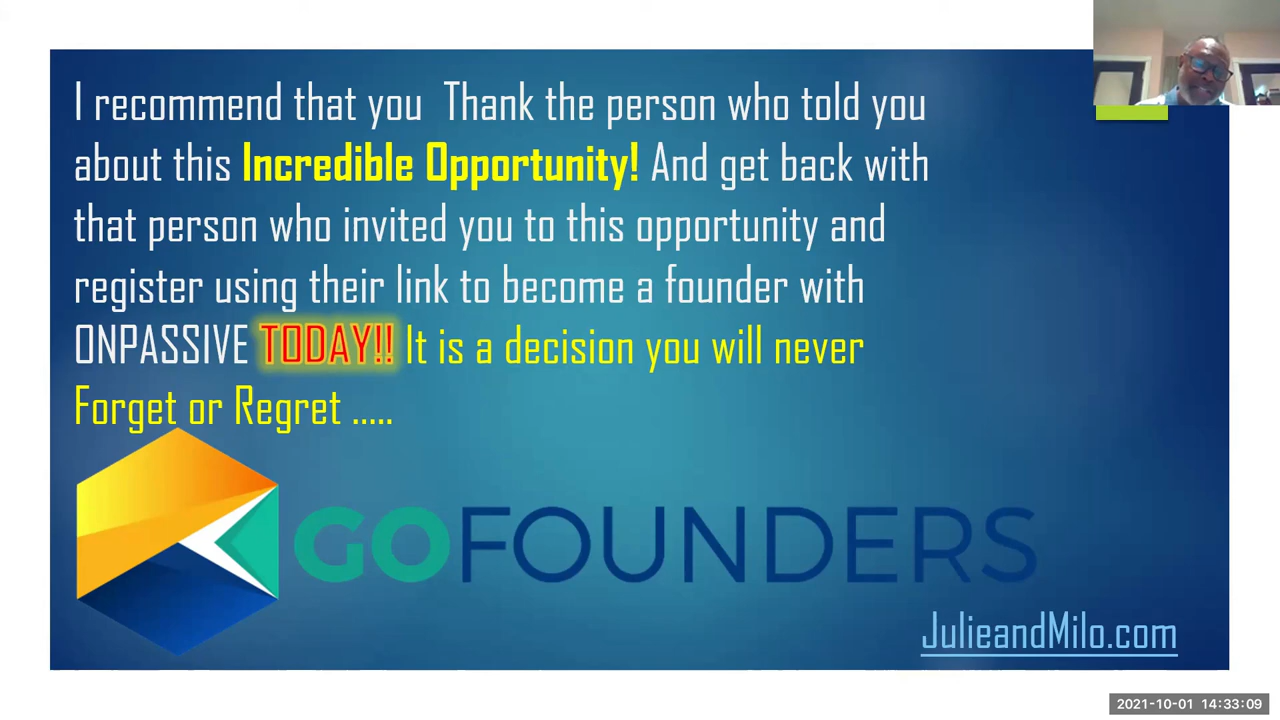 I recommend that you  Thank the person who told you
about this Incredible Opportunity! And get back with
that person who invited you to this opportunity and
register using their link to become a founder with
ONPASSIVE TODAY!! It is a decision you will never
Forget or Regret .....
GOFOUNDERS
JulieandMilo.com
2021-10-01 14:33:09